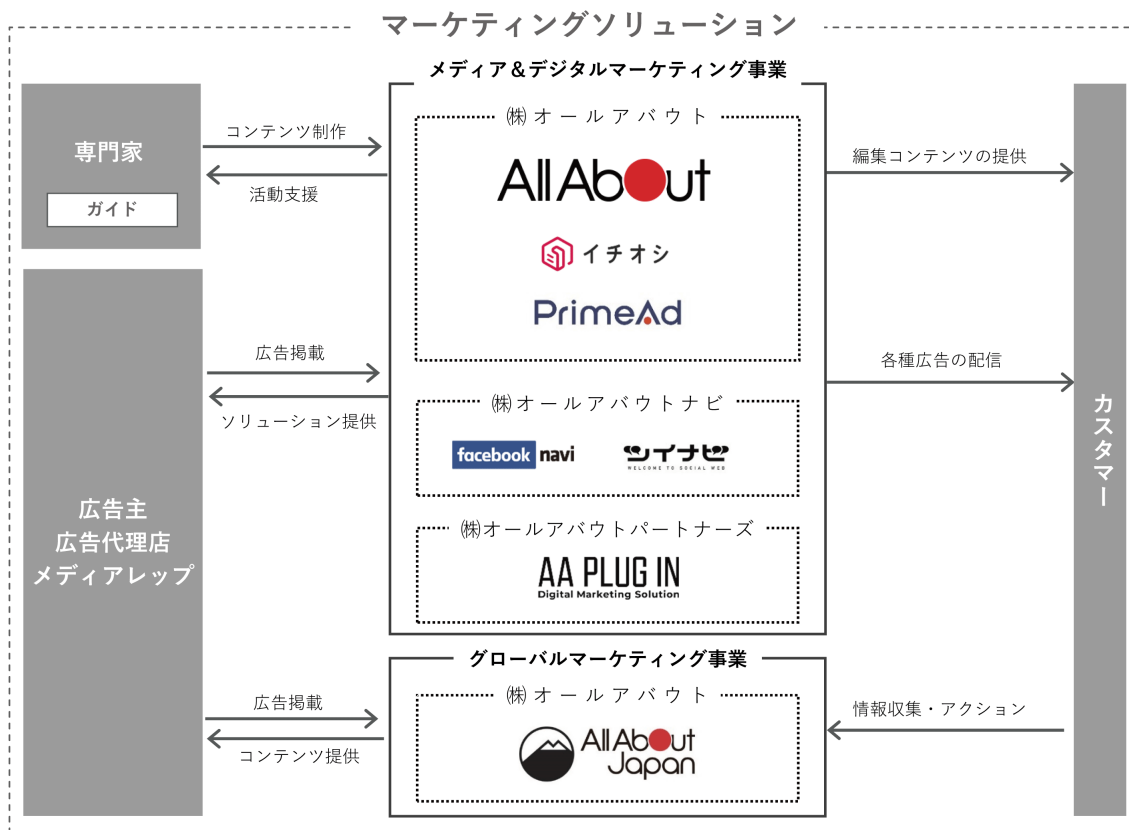 マーケティングソリューション
メディア＆デジタルマーケティング事業
専門家
ガイド
コンテンツ制作
活動支援
㈱オールアバウト
AllAbout
イチオシ
PrimeAd
編集コンテンツの提供
広告主
広告代理店
メディアレップ
広告掲載
ソリューション提供
各種広告の配信
カスタマー
㈱オールアバウトナビ
facebook navi
ツイナビ
WELCOME TO SOCIAL WEB
㈱オールアバウトパートナーズ
AA PLUG IN
Digital Marketing Solution
グローバルマーケティング事業
㈱オールアバウト
広告掲載
コンテンツ提供
AllAbout
Japan
情報収集・アクション